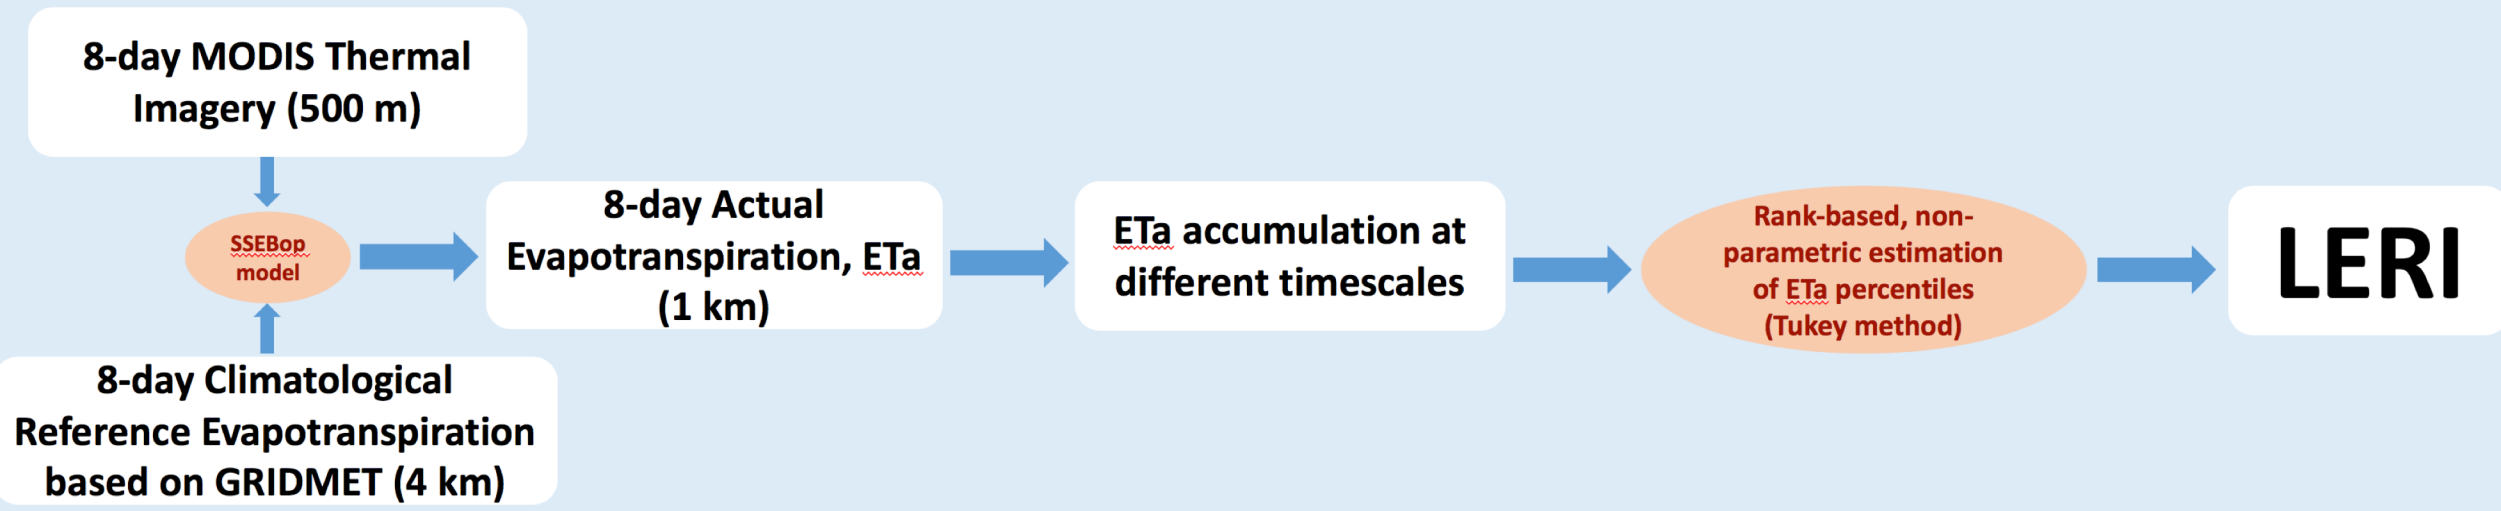 8-day MODIS Thermal
Imagery (500 m)
SSEBop
model
8-day Climatological
Reference Evapotranspiration
based on GRIDMET (4 km)
8-day Actual
Evapotranspiration, ETa
(1 km)
ETa accumulation at
different timescales
Rank-based, non-
parametric estimation
of ETa percentiles
(Tukey method)
LERI